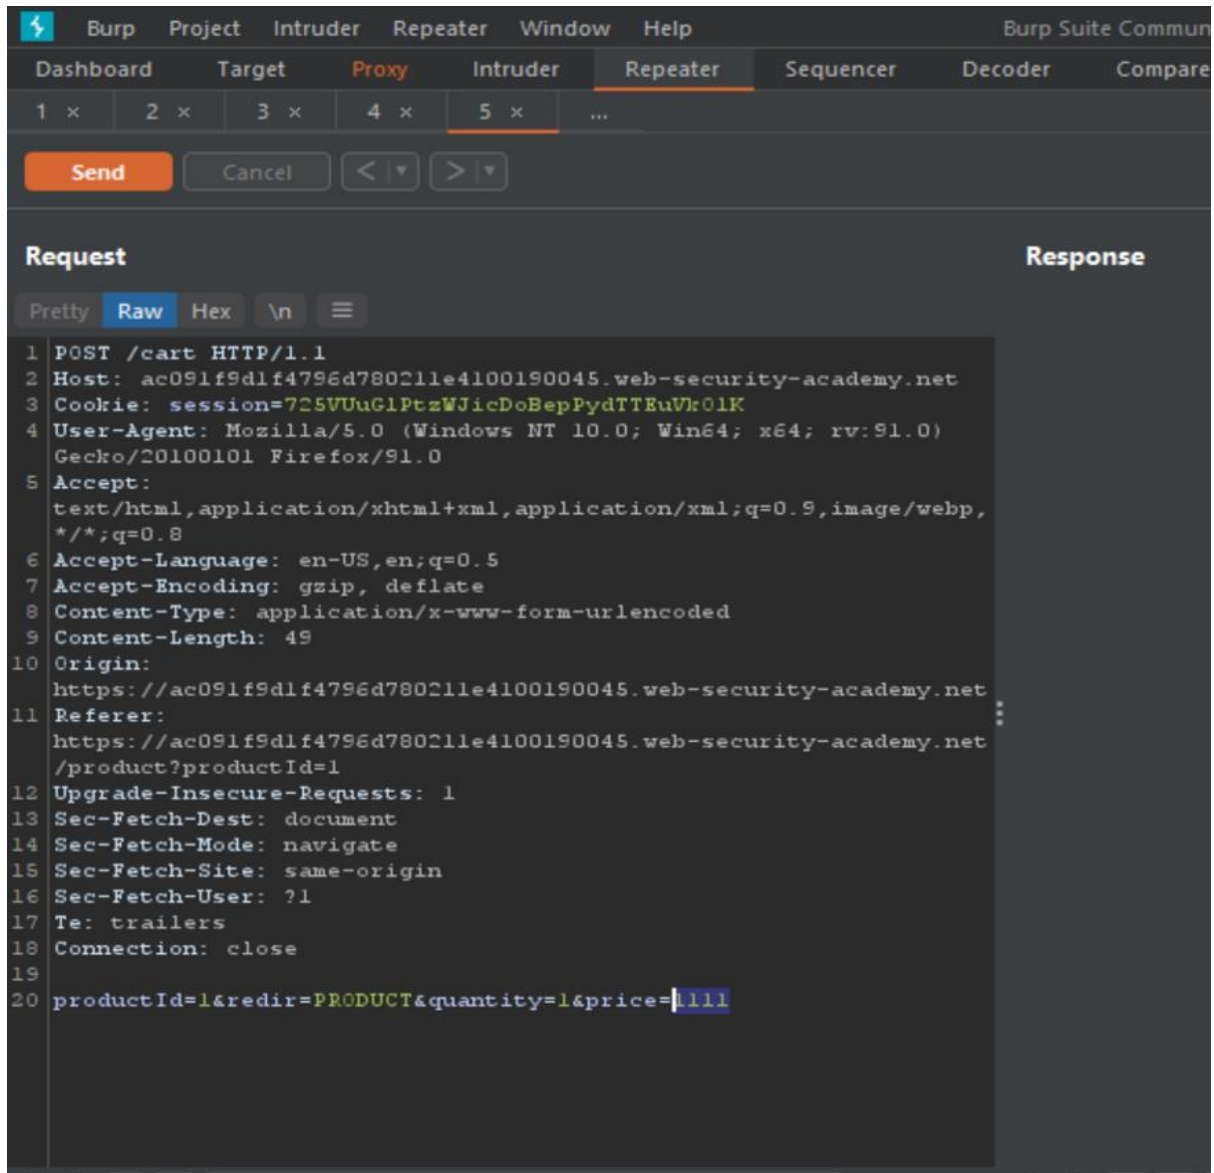 Burp Project Intruder Repeater Window Help Burp Suite Commun
Dashboard Target Proxy Intruder Repeater Sequencer Decoder Compare
1 × 2 × 3 × 4 × 5 × ...
Send Cancel < >
Request Response
Pretty Raw Hex \n
1 POST /cart HTTP/1.1
2 Host: ac091f9d1f4796d780211e4100190045.web-security-academy.net
3 Cookie: session=725VUuGlPtzWJicDoBepPydTTEuVk01K
4 User-Agent: Mozilla/5.0 (Windows NT 10.0; Win64; x64; rv:91.0)
Gecko/20100101 Firefox/91.0
5 Accept:
text/html,application/xhtml+xml,application/xml;q=0.9,image/webp,
*/*;q=0.8
6 Accept-Language: en-US,en;q=0.5
7 Accept-Encoding: gzip, deflate
8 Content-Type: application/x-www-form-urlencoded
9 Content-Length: 49
10 Origin:
https://ac091f9d1f4796d780211e4100190045.web-security-academy.net
11 Referer:
https://ac091f9d1f4796d780211e4100190045.web-security-academy.net
/product?productId=1
12 Upgrade-Insecure-Requests: 1
13 Sec-Fetch-Dest: document
14 Sec-Fetch-Mode: navigate
15 Sec-Fetch-Site: same-origin
16 Sec-Fetch-User: ?1
17 Te: trailers
18 Connection: close
19
20 productId=1&redir=PRODUCT&quantity=1&price=1111